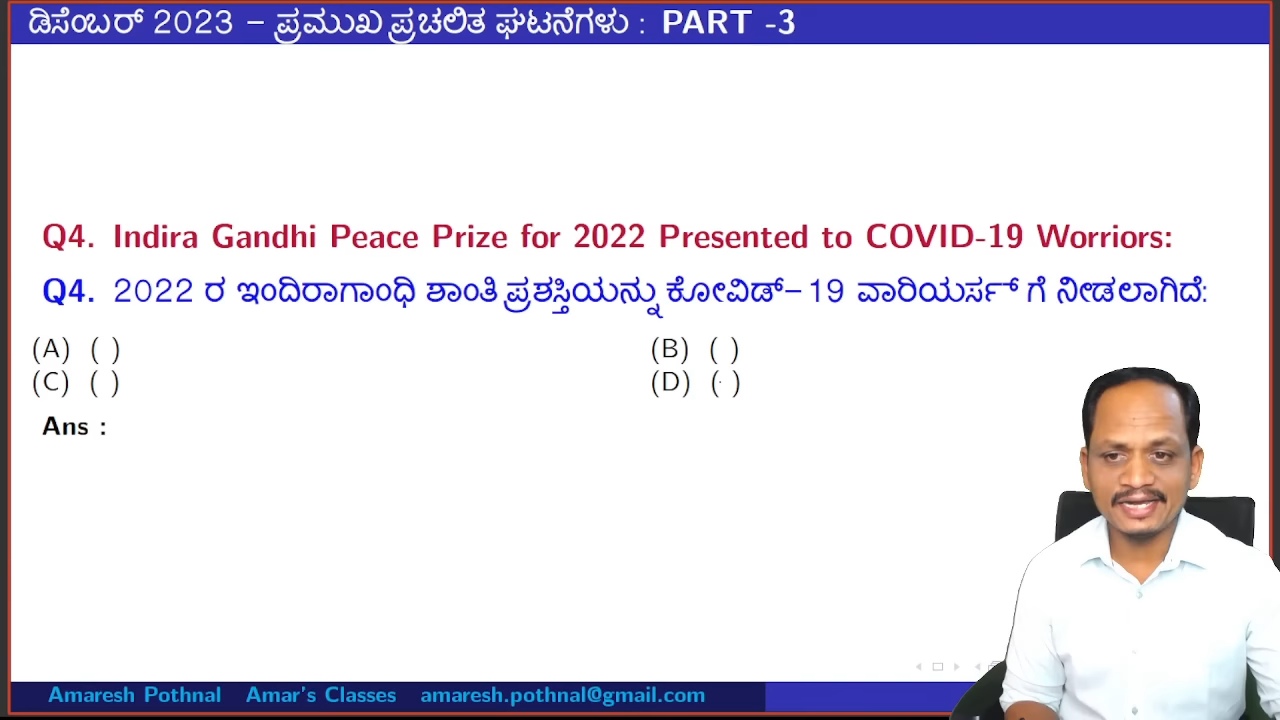 ಡಿಸೆಂಬರ್ 2023 – ಪ್ರಮುಖ ಪ್ರಚಲಿತ ಘಟನೆಗಳು : PART -3
Q4. Indira Gandhi Peace Prize for 2022 Presented to COVID-19 Worriors:
Q4. 2022 ರ ಇಂದಿರಾಗಾಂಧಿ ಶಾಂತಿ ಪ್ರಶಸ್ತಿಯನ್ನು ಕೋವಿಡ್–19 ವಾರಿಯರ್ಸ್ ಗೆ ನೀಡಲಾಗಿದೆ:
(A) ( ) (B) ( )
(C) ( ) (D) ( )
Ans :
Amaresh Pothnal Amar's Classes amaresh.pothnal@gmail.com